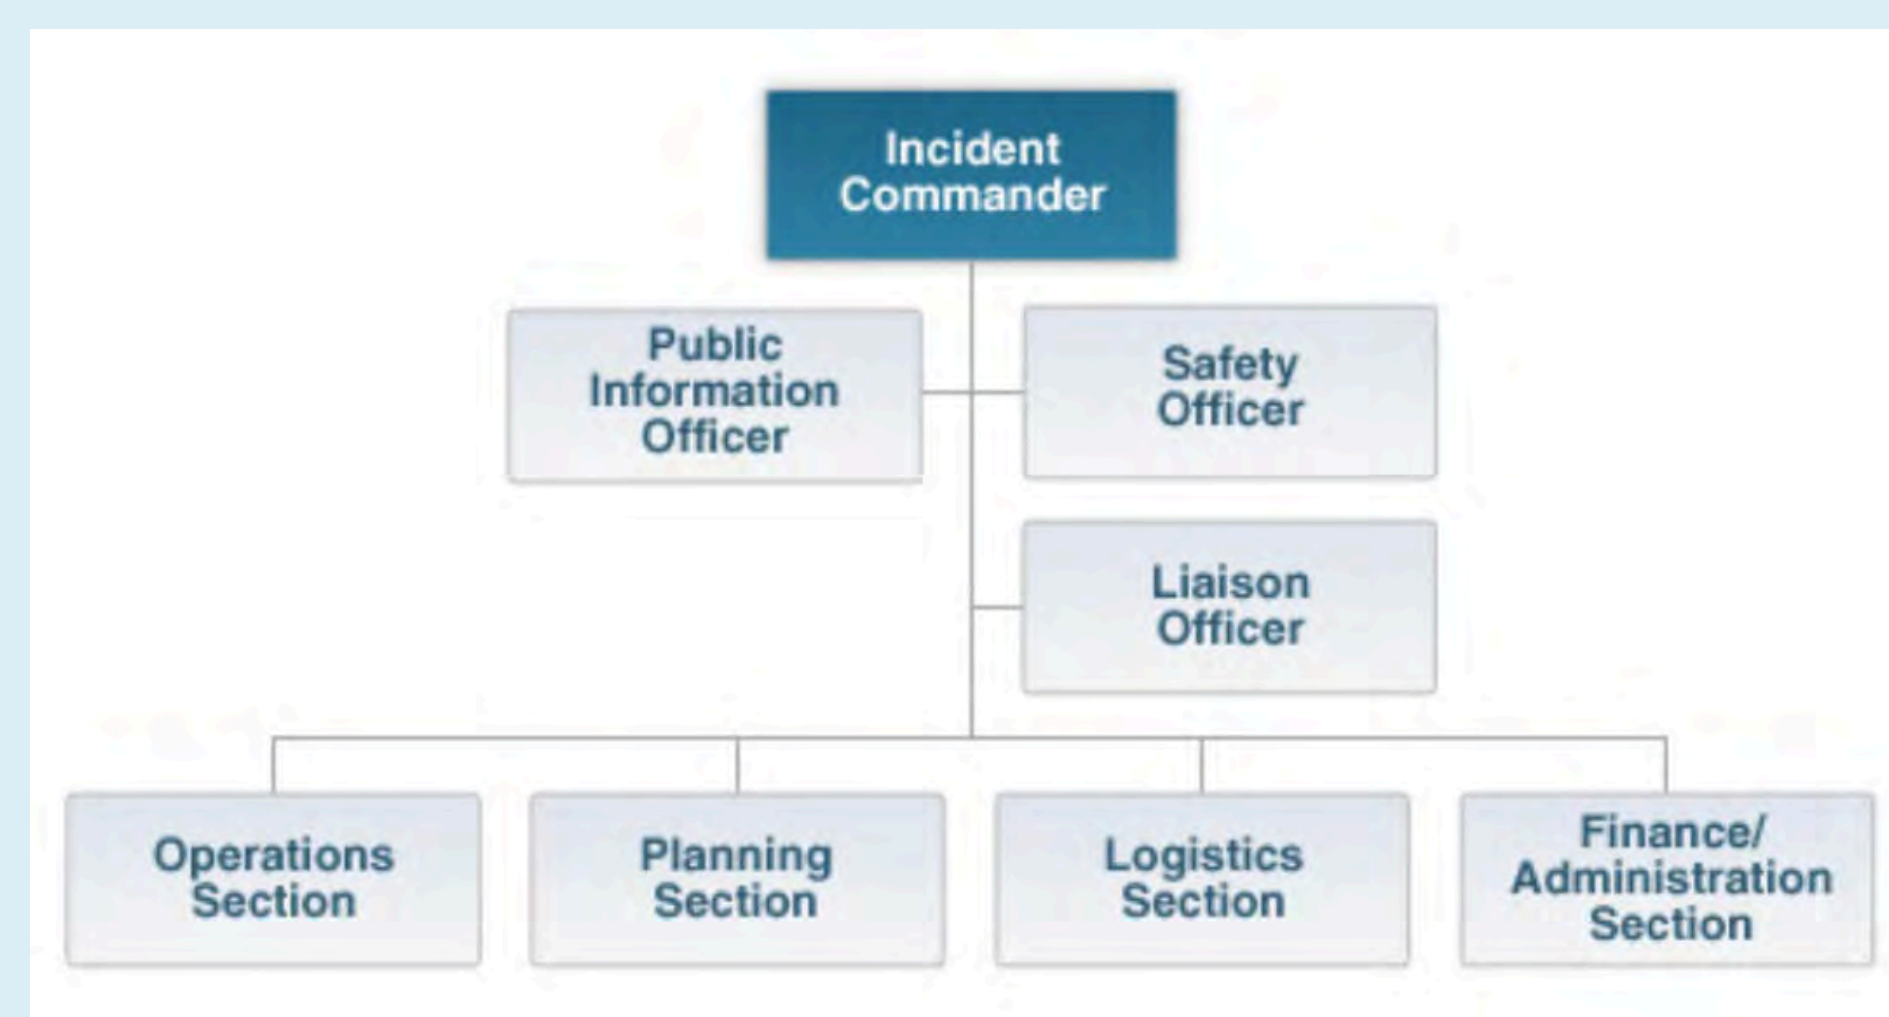 Incident
Commander
Public
Information
Officer
Safety
Officer
Liaison
Officer
Operations
Section
Planning
Section
Logistics
Section
Finance/
Administration
Section